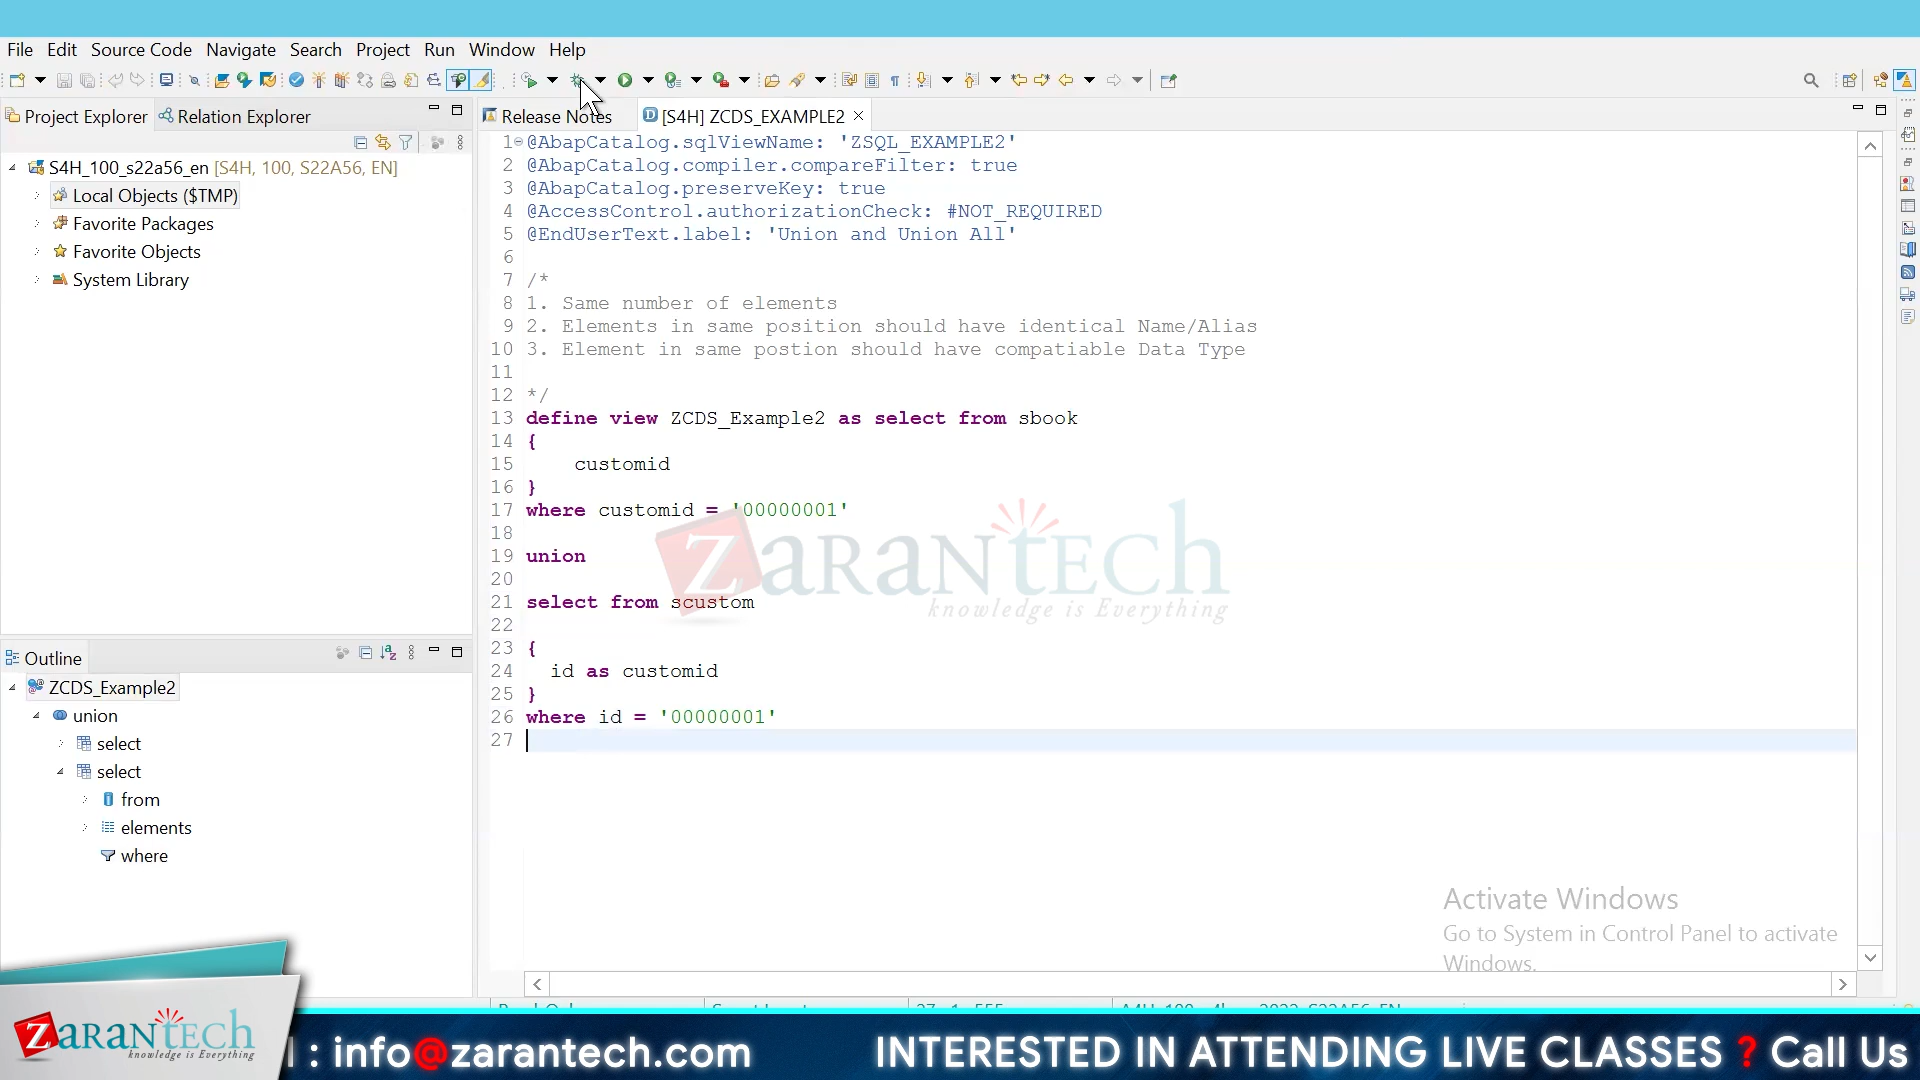 File Edit Source Code Navigate Search Project Run Window Help
Project Explorer Relation Explorer
S4H_100_s22a56_en [S4H, 100, S22A56, EN]
Local Objects ($TMP)
Favorite Packages
Favorite Objects
System Library
Outline
ZCDS_Example2
union
select
select
from
elements
where
Release Notes [S4H] ZCDS_EXAMPLE2
1 @AbapCatalog.sqlViewName: 'ZSQL_EXAMPLE2'
2 @AbapCatalog.compiler.compareFilter: true
3 @AbapCatalog.preserveKey: true
4 @AccessControl.authorizationCheck: #NOT_REQUIRED
5 @EndUserText.label: 'Union and Union All'
6
7 /*
8 1. Same number of elements
9 2. Elements in same position should have identical Name/Alias
10 3. Element in same postion should have compatiable Data Type
11
12 */
13 define view ZCDS_Example2 as select from sbook
14 {
15 customid
16 }
17 where customid = '00000001'
18
19 union
20
21 select from scustom
22
23 {
24 id as customid
25 }
26 where id = '00000001'
27
ZARANTECH
knowledge is Everything
Activate Windows
Go to System in Control Panel to activate
Windows.
ZARANTECH
knowledge is Everything
: info@zarantech.com INTERESTED IN ATTENDING LIVE CLASSES ? Call Us